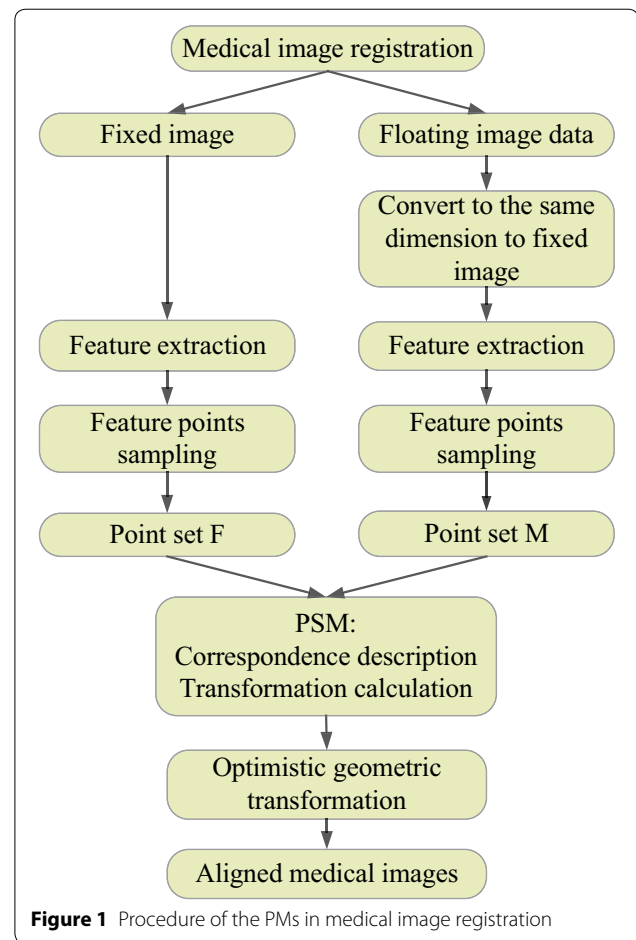 Medical image registration
Fixed image
Floating image data
Convert to the same
dimension to fixed
image
Feature extraction
Feature extraction
Feature points
sampling
Feature points
sampling
Point set F
Point set M
PSM:
Correspondence description
Transformation calculation
Optimistic geometric
transformation
Aligned medical images
Figure 1 Procedure of the PMs in medical image registration